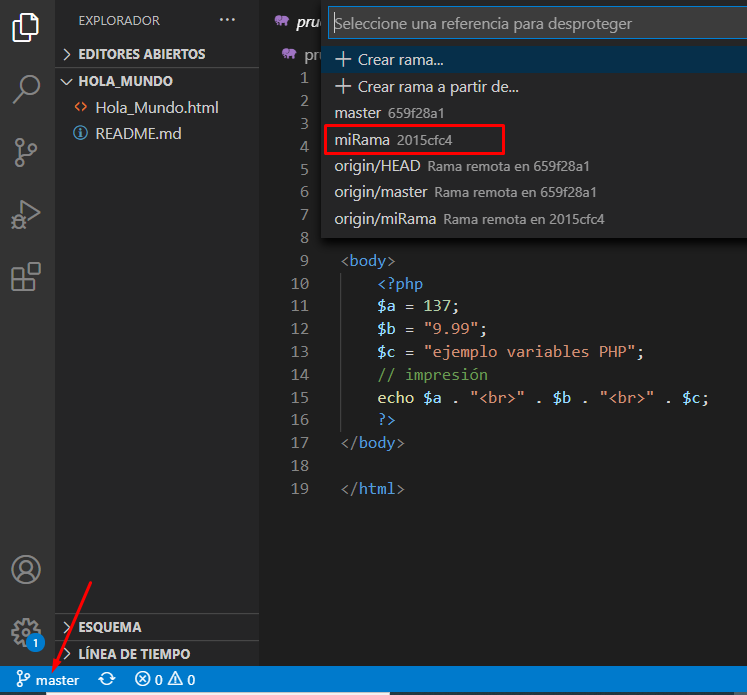 EXPLORADOR ···
EDITORES ABIERTOS
HOLA_MUNDO
<> Hola_Mundo.html
README.md
ESQUEMA
LÍNEA DE TIEMPO
1
Seleccione una referencia para desproteger
+ Crear rama...
+ Crear rama a partir de...
master 659f28a1
miRama 2015cfc4
origin/HEAD Rama remota en 659f28a1
origin/master Rama remota en 659f28a1
origin/miRama Rama remota en 2015cfc4
1
2
3
4
5
6
7
8
9 <body>
10 <?php
11 $a = 137;
12 $b = "9.99";
13 $c = "ejemplo variables PHP";
14 // impresión
15 echo $a . "<br>" . $b . "<br>" . $c;
16 ?>
17 </body>
18
19 </html>
master 0 0